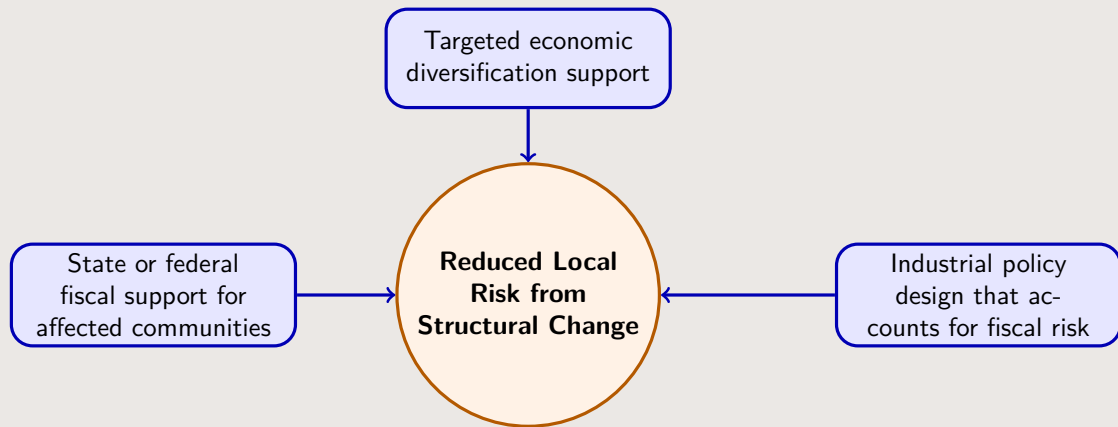 Targeted economic
diversification support
State or federal
fiscal support for
affected communities
Reduced Local
Risk from
Structural Change
Industrial policy
design that ac-
counts for fiscal risk